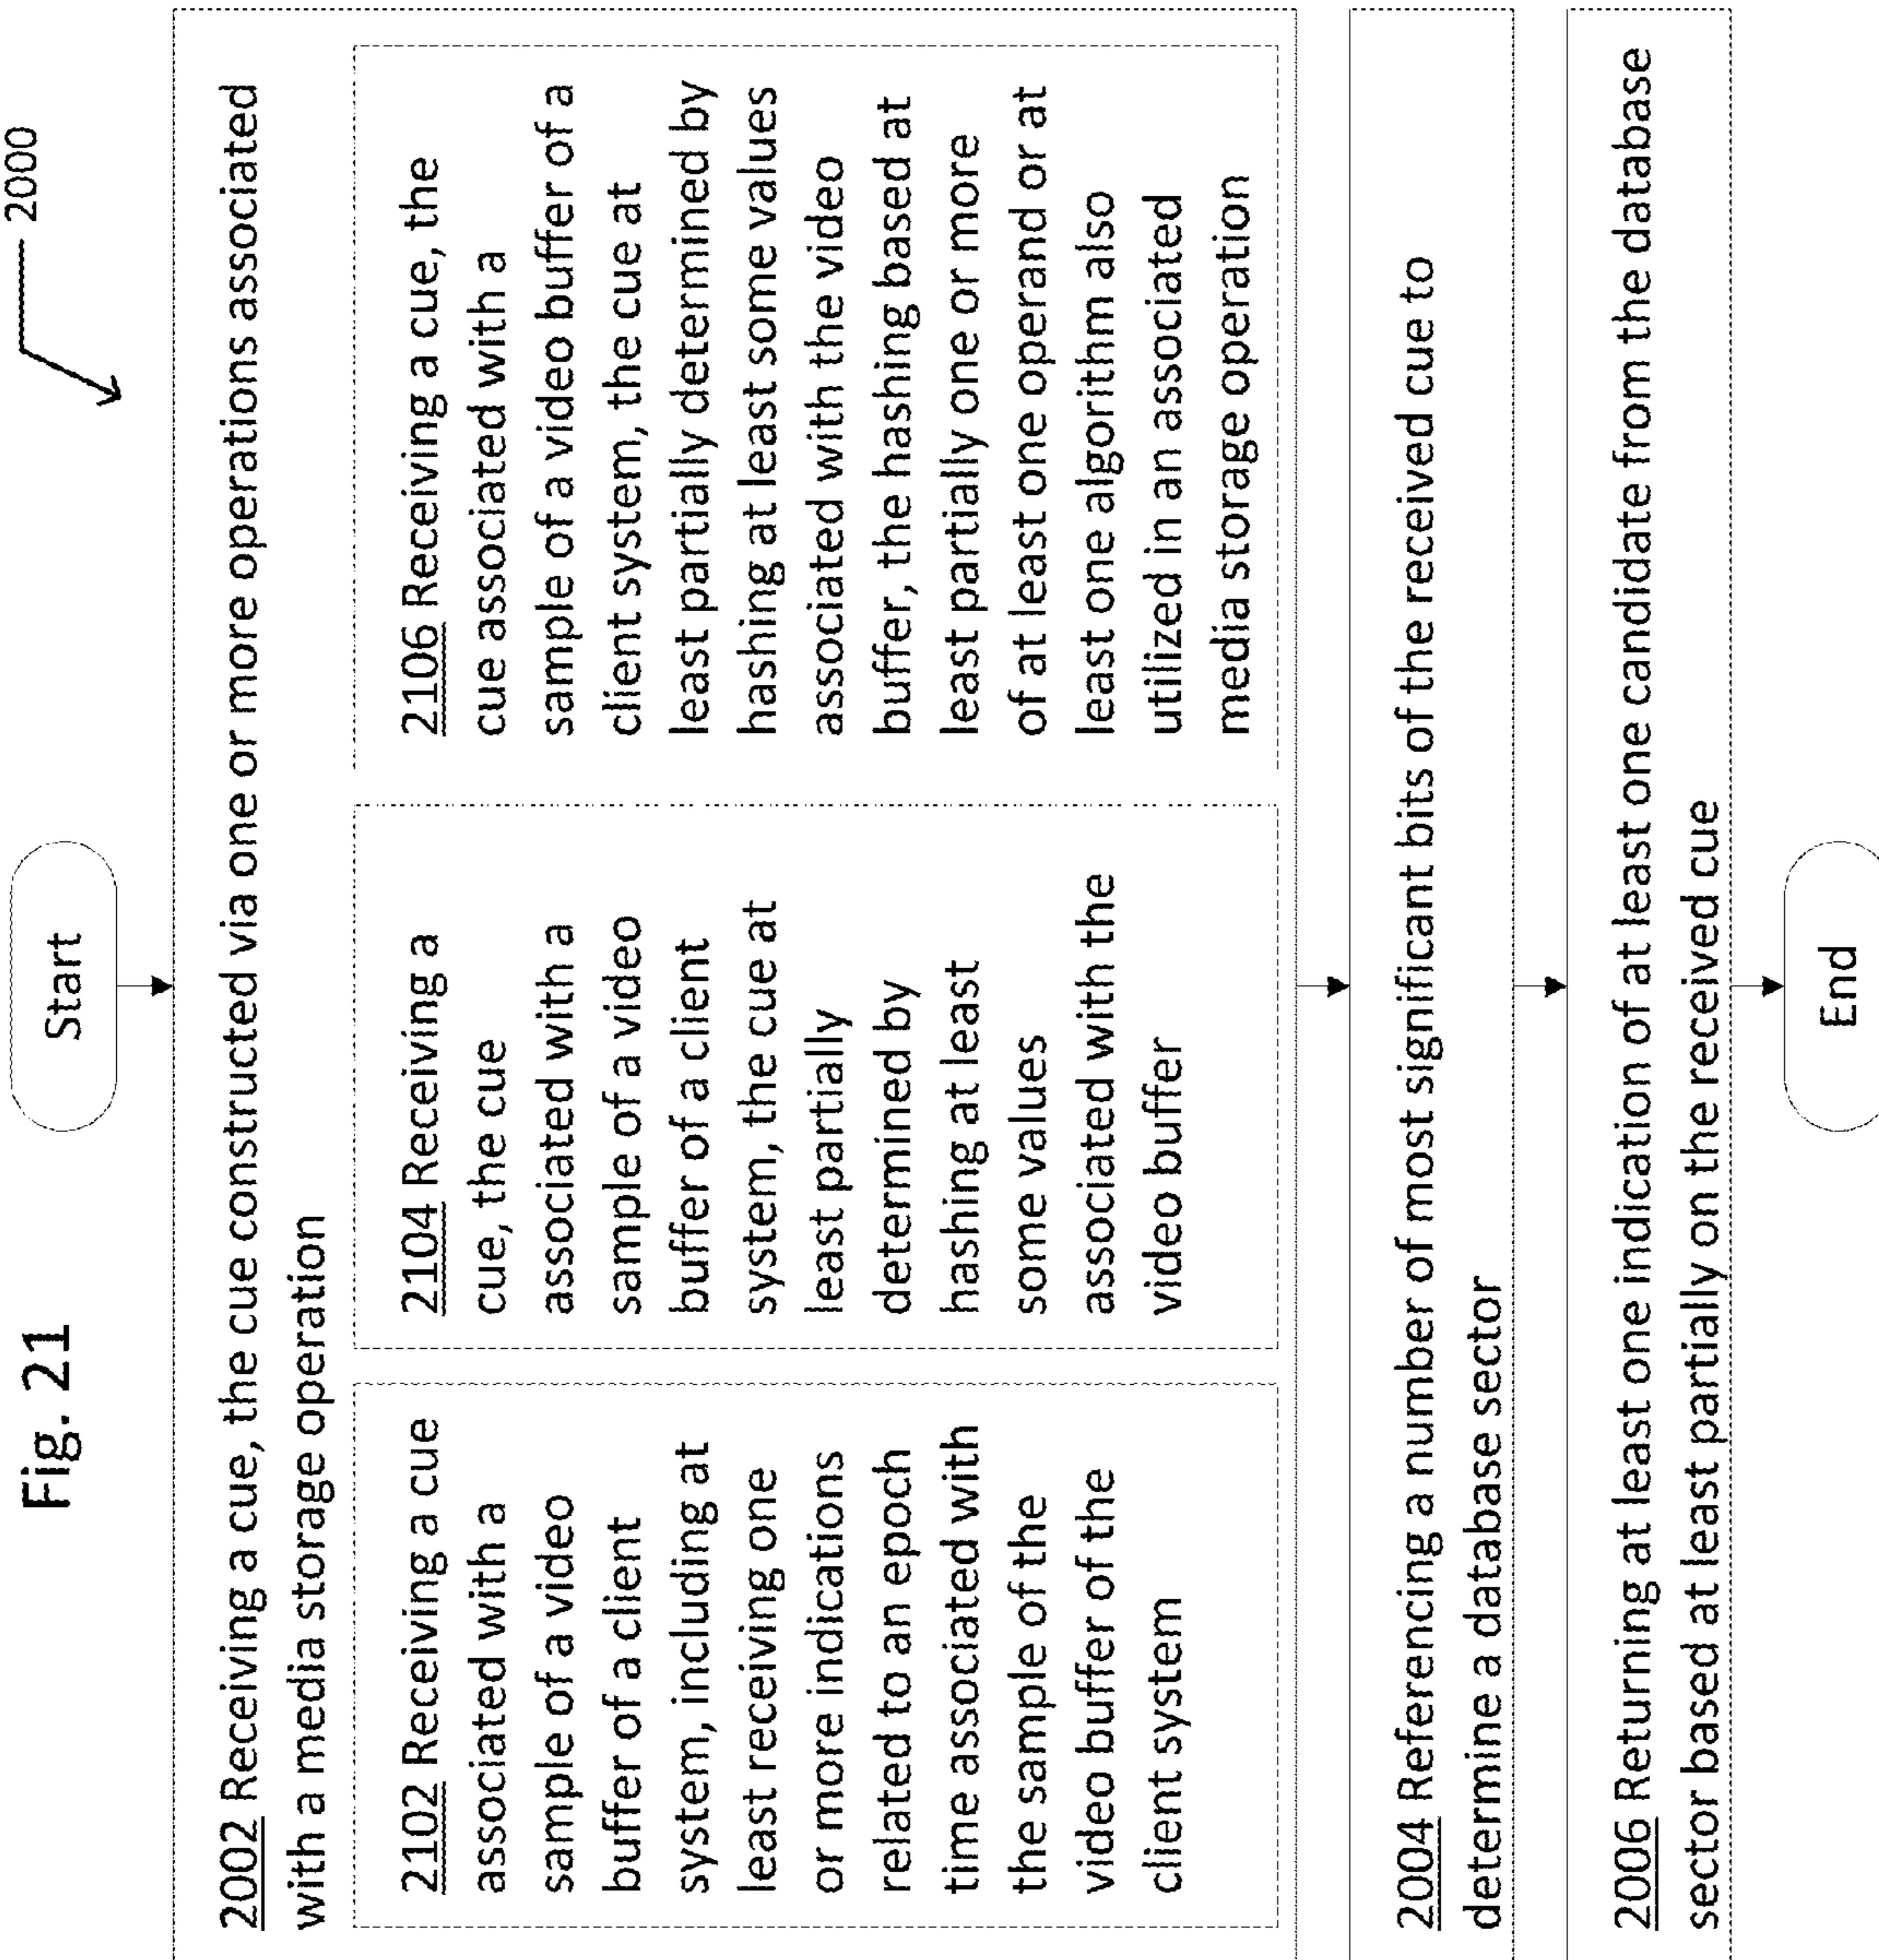 Fig. 21
2000
Start
2002 Receiving a cue, the cue constructed via one or more operations associated
with a media storage operation
2102 Receiving a cue
associated with a
sample of a video
buffer of a client
system, including at
least receiving one
or more indications
related to an epoch
time associated with
the sample of the
video buffer of the
client system
2104 Receiving a
cue, the cue
associated with a
sample of a video
buffer of a client
system, the cue at
least partially
determined by
hashing at least
some values
associated with the
video buffer
2106 Receiving a cue, the
cue associated with a
sample of a video buffer of a
client system, the cue at
least partially determined by
hashing at least some values
associated with the video
buffer, the hashing based at
least partially one or more
of at least one operand or at
least one algorithm also
utilized in an associated
media storage operation
2004 Referencing a number of most significant bits of the received cue to
determine a database sector
2006 Returning at least one indication of at least one candidate from the database
sector based at least partially on the received cue
End